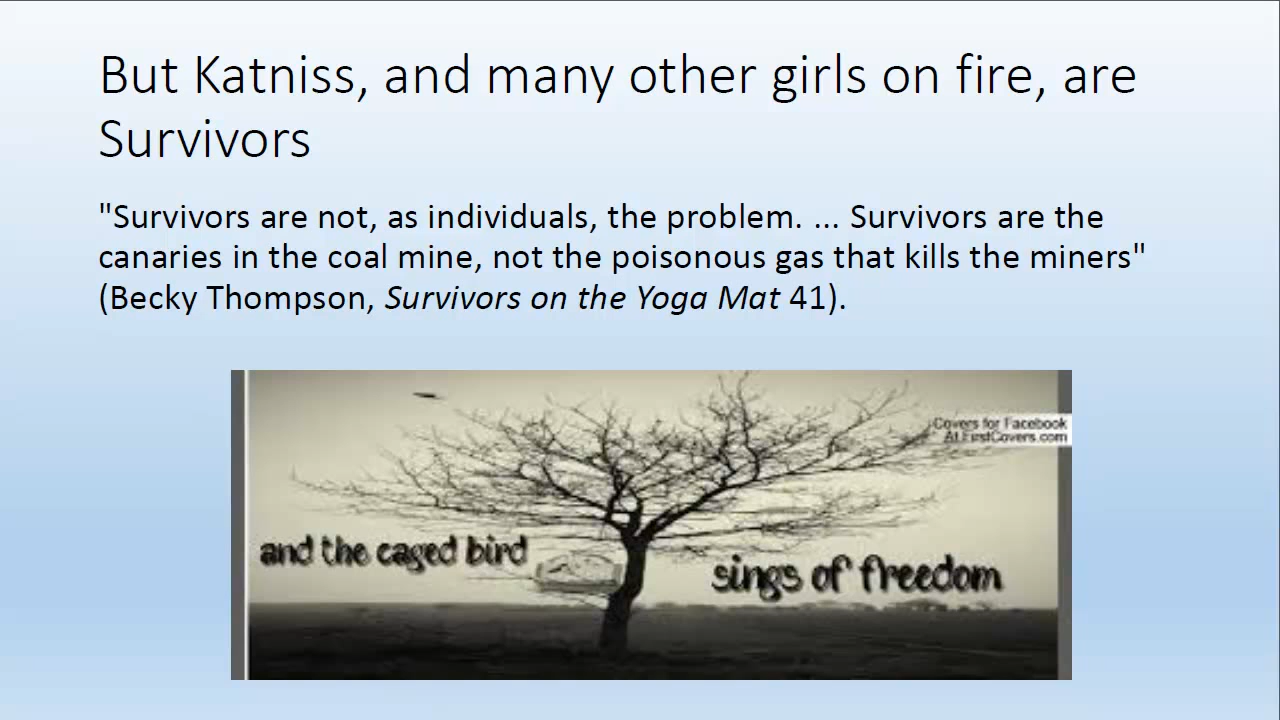 But Katniss, and many other girls on fire, are
Survivors
"Survivors are not, as individuals, the problem. ... Survivors are the
canaries in the coal mine, not the poisonous gas that kills the miners"
(Becky Thompson, Survivors on the Yoga Mat 41).
Covers for Facebook
At FirstCovers.com
and the caged bird
sings of freedom